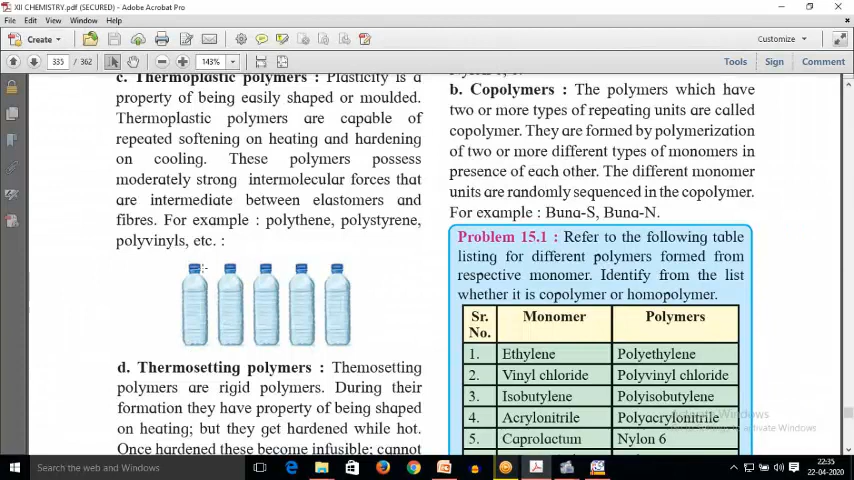 XII CHEMISTRY.pdf (SECURED) - Adobe Acrobat Pro
File Edit View Window Help
Create
Customize
335 / 362
143%
Tools Sign Comment
c. Thermoplastic polymers : Plasticity is a
property of being easily shaped or moulded.
Thermoplastic polymers are capable of
repeated softening on heating and hardening
on cooling. These polymers possess
moderately strong intermolecular forces that
are intermediate between elastomers and
fibres. For example : polythene, polystyrene,
polyvinyls, etc. :
d. Thermosetting polymers : Themosetting
polymers are rigid polymers. During their
formation they have property of being shaped
on heating; but they get hardened while hot.
Once hardened these become infusible; cannot
b. Copolymers : The polymers which have
two or more types of repeating units are called
copolymer. They are formed by polymerization
of two or more different types of monomers in
presence of each other. The different monomer
units are randomly sequenced in the copolymer.
For example : Buna-S, Buna-N.
Problem 15.1 : Refer to the following table
listing for different polymers formed from
respective monomer. Identify from the list
whether it is copolymer or homopolymer.
Sr. No. Monomer Polymers
1. Ethylene Polyethylene
2. Vinyl chloride Polyvinyl chloride
3. Isobutylene Polyisobutylene
4. Acrylonitrile Polyacrylonitrile
5. Caprolactum Nylon 6
Search the web and Windows
22:35
22-04-2020